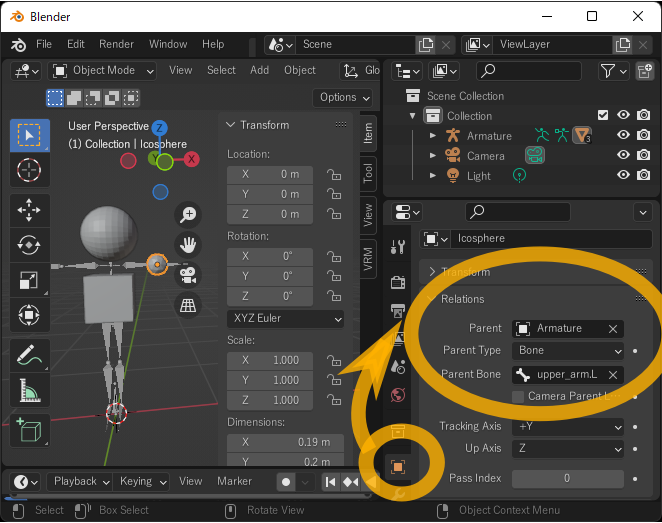 Blender
File Edit Render Window Help Scene ViewLayer
Object Mode View Select Add Object Glo
Options
User Perspective
(1) Collection | Icosphere
Z
Y
X
Transform
Location:
X 0 m
Y 0 m
Z 0 m
Rotation:
X 0°
Y 0°
Z 0°
XYZ Euler
Scale:
X 1.000
Y 1.000
Z 1.000
Dimensions:
X 0.19 m
Y 0.2 m
Item
Tool
View
VRM
Scene Collection
Collection
Armature 3
Camera
Light
Icosphere
Transform
Relations
Parent Armature
Parent Type Bone
Parent Bone upper_arm.L
Camera Parent L...
Tracking Axis +Y
Up Axis Z
Pass Index 0
Playback Keying View Marker
Select Box Select Rotate View Object Context Menu